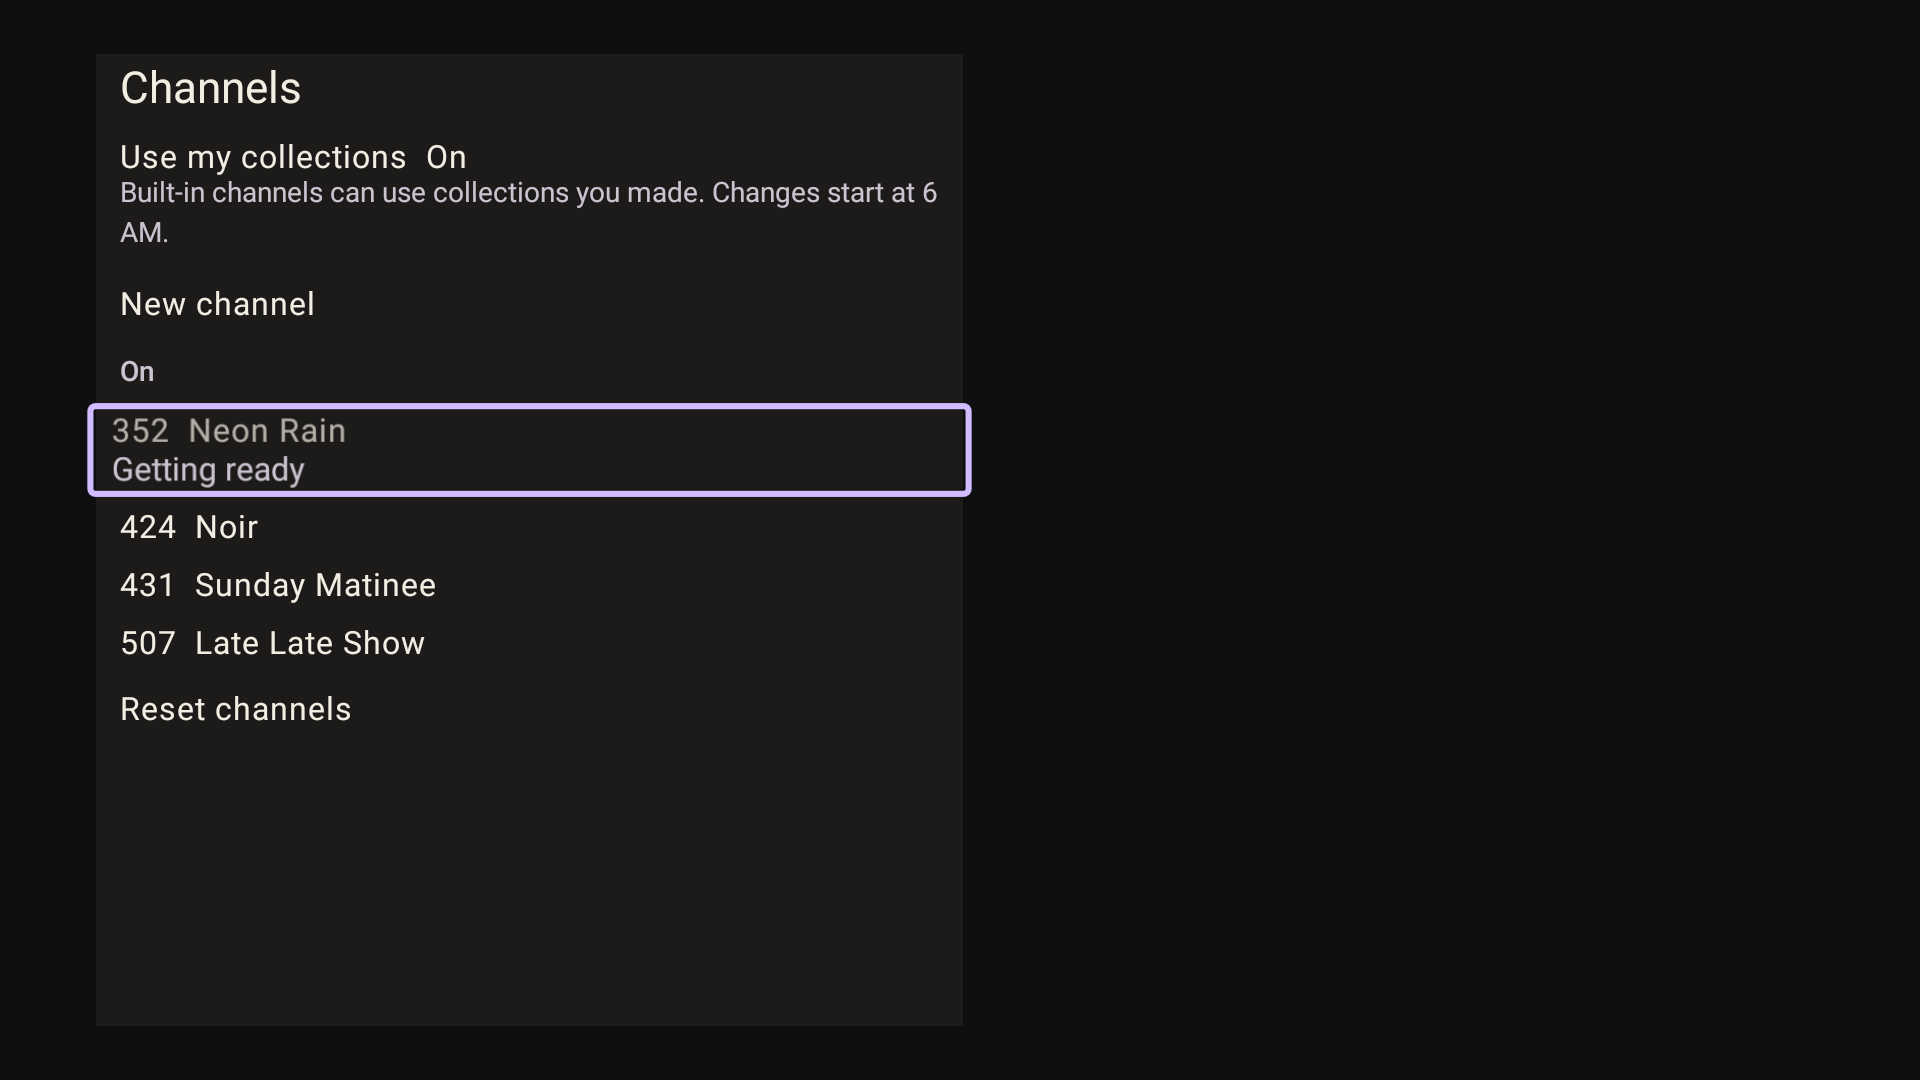 Channels
Use my collections On
Built-in channels can use collections you made. Changes start at 6
AM.
New channel
On
352 Neon Rain
Getting ready
424 Noir
431 Sunday Matinee
507 Late Late Show
Reset channels